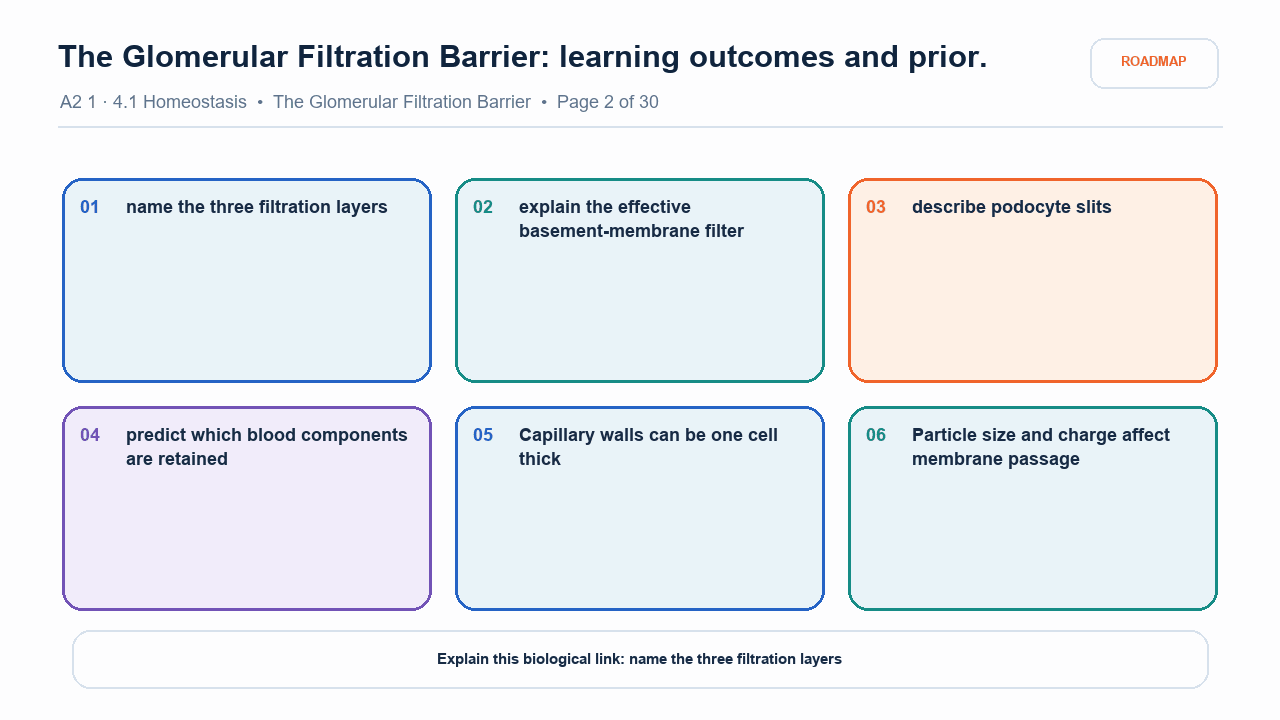 The Glomerular Filtration Barrier: learning outcomes and prior.
ROADMAP
A2 1 · 4.1 Homeostasis • The Glomerular Filtration Barrier • Page 2 of 30
01 name the three filtration layers
02 explain the effective
basement-membrane filter
03 describe podocyte slits
04 predict which blood components
are retained
05 Capillary walls can be one cell
thick
06 Particle size and charge affect
membrane passage
Explain this biological link: name the three filtration layers